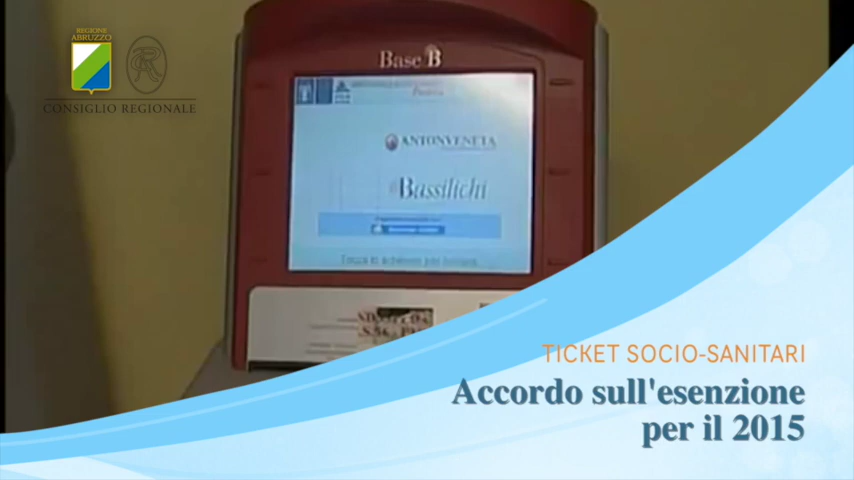 REGIONE
ABRUZZO
CONSIGLIO REGIONALE
Base B
ANTONVENETA
Bassilichi
TICKET SOCIO-SANITARI
Accordo sull'esenzione
per il 2015